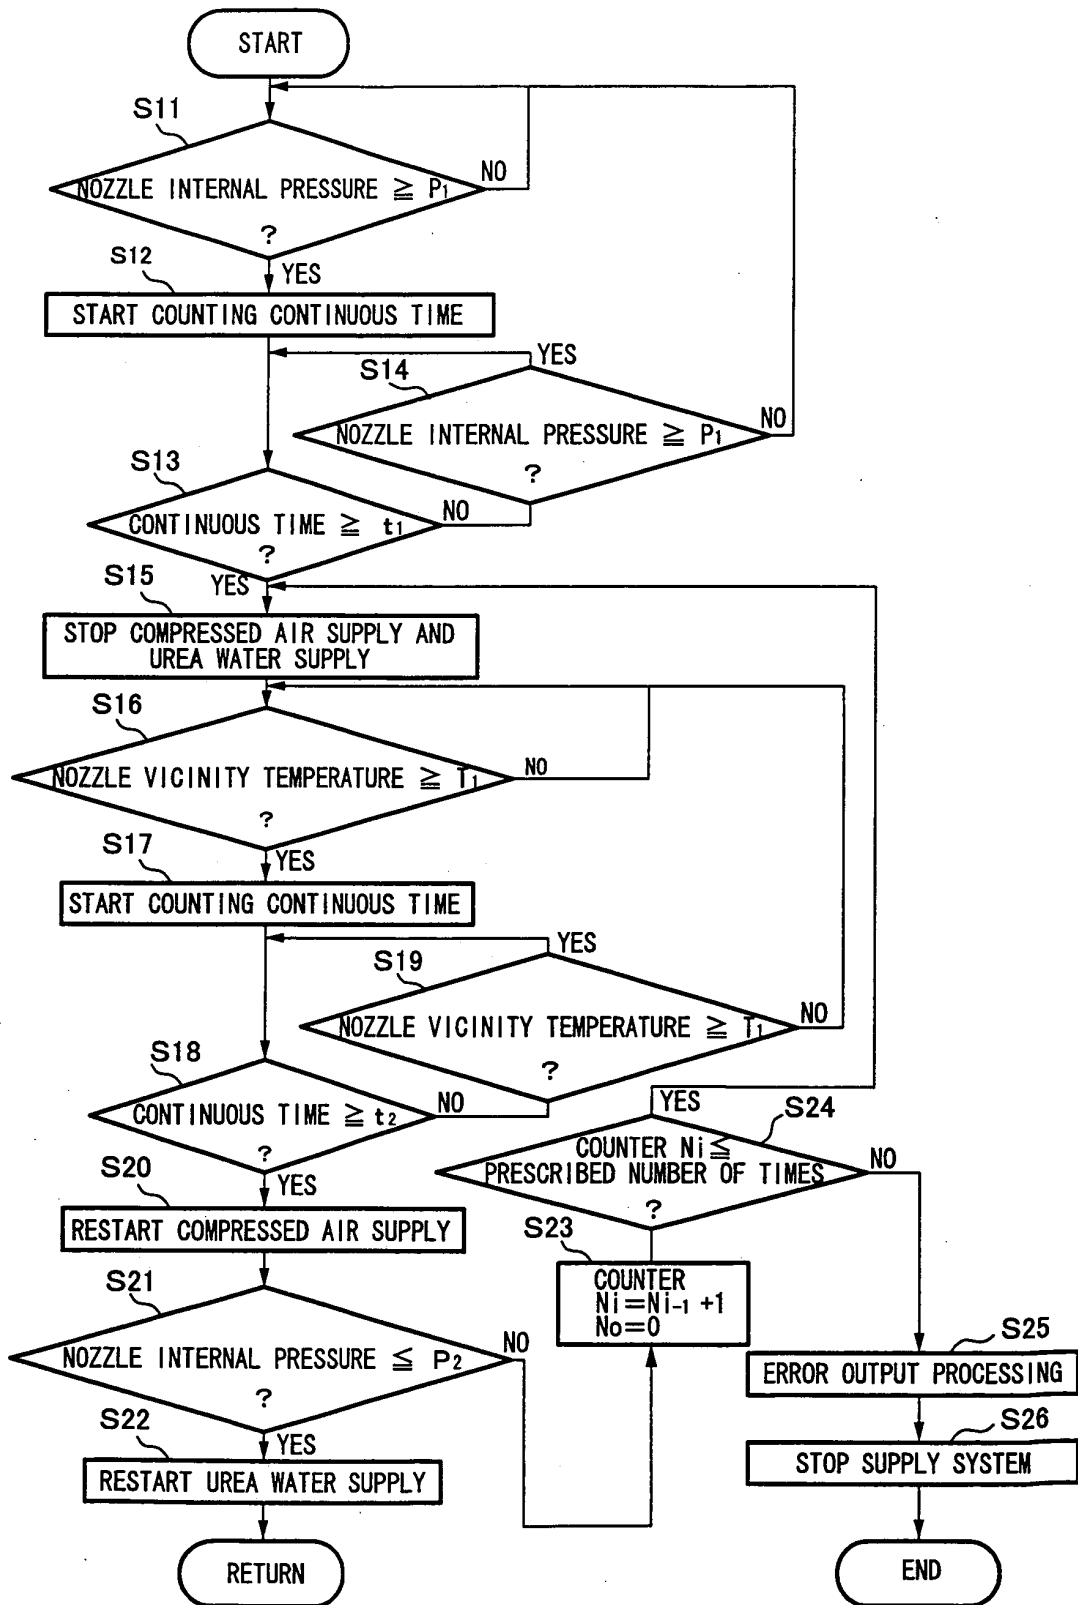 START
S11
NO
NOZZLE INTERNAL PRESSURE ≧ P1
?
S12
YES
START COUNTING CONTINUOUS TIME
YES
S14
NO
NOZZLE INTERNAL PRESSURE ≧ P1
?
S13
NO
CONTINUOUS TIME ≧ t1
?
S15
YES
STOP COMPRESSED AIR SUPPLY AND
UREA WATER SUPPLY
S16
NO
NOZZLE VICINITY TEMPERATURE ≧ T1
?
S17
YES
START COUNTING CONTINUOUS TIME
YES
S19
NO
NOZZLE VICINITY TEMPERATURE ≧ T1
?
S18
NO
CONTINUOUS TIME ≧ t2
?
YES
S24
COUNTER Ni≦
PRESCRIBED NUMBER OF TIMES
?
NO
S20
YES
RESTART COMPRESSED AIR SUPPLY
S23
COUNTER
Ni=Ni-1 +1
No=0
S21
NO
NOZZLE INTERNAL PRESSURE ≦ P2
?
S25
ERROR OUTPUT PROCESSING
S22
YES
RESTART UREA WATER SUPPLY
S26
STOP SUPPLY SYSTEM
RETURN
END